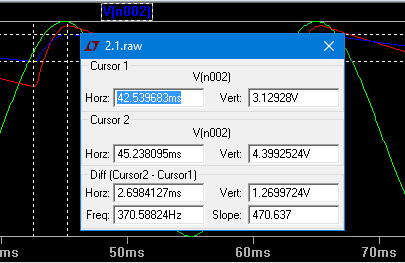 V(n002)
2.1.raw
Cursor 1
V(n002)
Horz: 42.539683ms Vert: 3.12928V
Cursor 2
V(n002)
Horz: 45.238095ms Vert: 4.3992524V
Diff (Cursor2 - Cursor1)
Horz: 2.6984127ms Vert: 1.2699724V
Freq: 370.58824Hz Slope: 470.637
ms 50ms 60ms 70ms